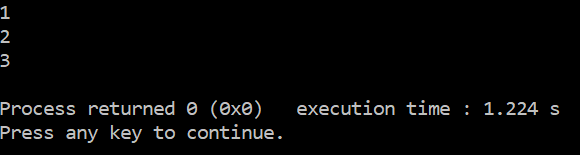 1
2
3
Process returned 0 (0x0)   execution time : 1.224 s
Press any key to continue.